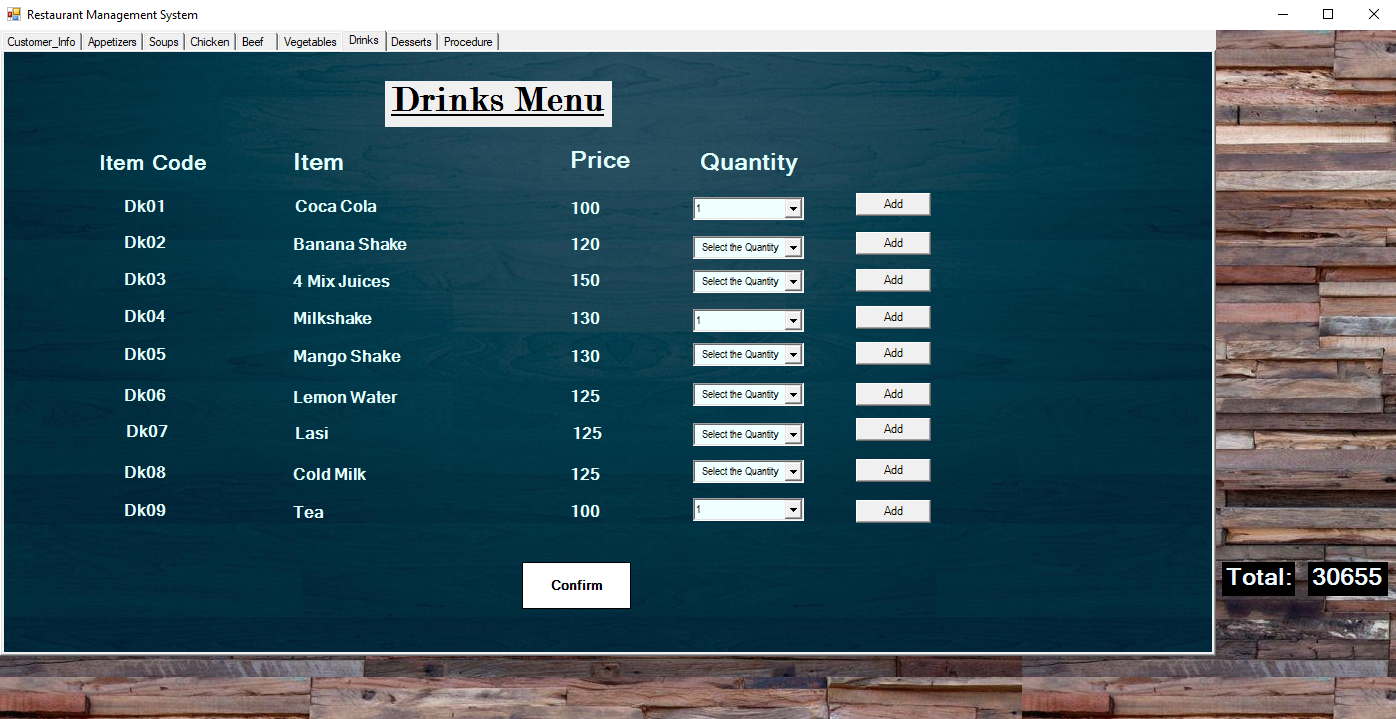 Restaurant Management System
Customer_Info Appetizers Soups Chicken Beef Vegetables Drinks Desserts Procedure
Drinks Menu
Item Code Item Price Quantity
Dk01 Coca Cola 100 1 Add
Dk02 Banana Shake 120 Select the Quantity Add
Dk03 4 Mix Juices 150 Select the Quantity Add
Dk04 Milkshake 130 1 Add
Dk05 Mango Shake 130 Select the Quantity Add
Dk06 Lemon Water 125 Select the Quantity Add
Dk07 Lasi 125 Select the Quantity Add
Dk08 Cold Milk 125 Select the Quantity Add
Dk09 Tea 100 1 Add
Confirm
Total: 30655